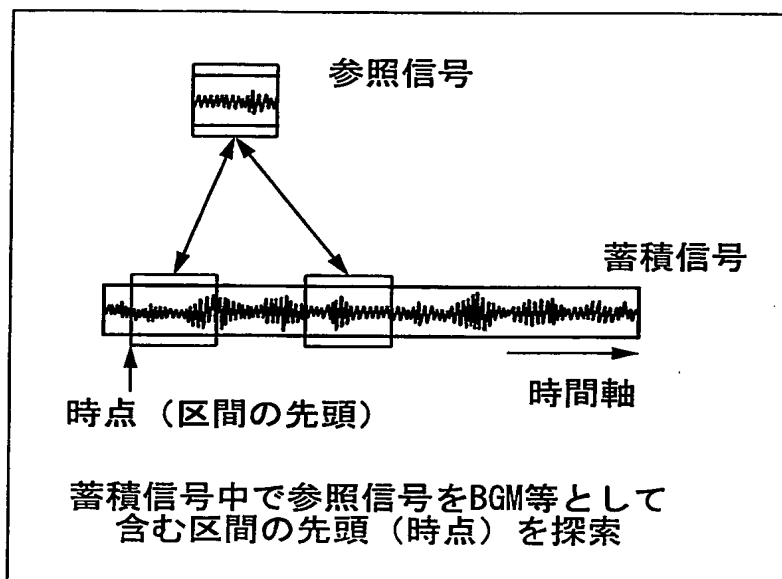 参照信号
蓄積信号
時間軸
時点（区間の先頭）
蓄積信号中で参照信号をBGM等として
含む区間の先頭（時点）を探索